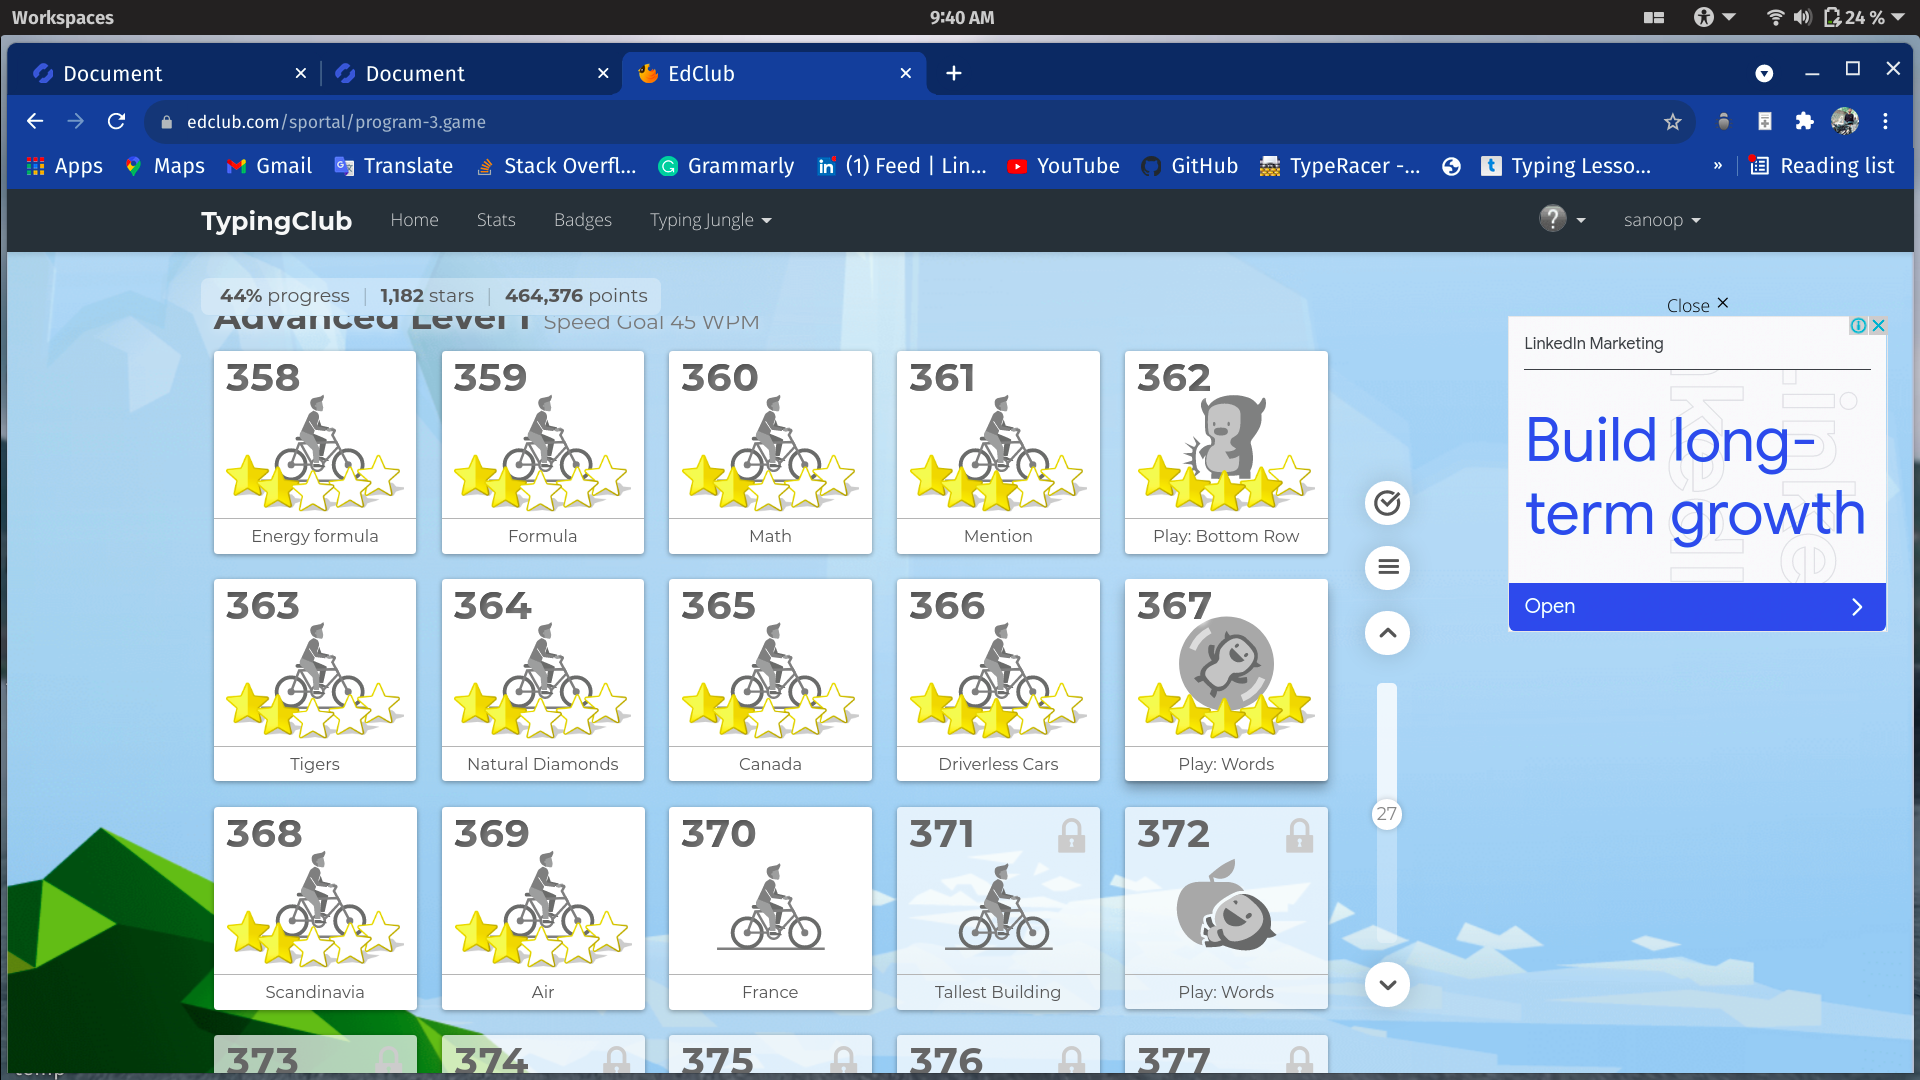 Workspaces 9:40 AM 24 %
Document Document EdClub
edclub.com/sportal/program-3.game
Apps Maps Gmail Translate Stack Overfl... Grammarly (1) Feed | Lin... YouTube GitHub TypeRacer -... Typing Lesso... » Reading list
TypingClub Home Stats Badges Typing Jungle ? sanoop
44% progress | 1,182 stars | 464,376 points
Advanced Level 1 Speed Goal 45 WPM
Close ×
LinkedIn Marketing
Build long-
term growth
Open
358 359 360 361 362
Energy formula Formula Math Mention Play: Bottom Row
363 364 365 366 367
Tigers Natural Diamonds Canada Driverless Cars Play: Words
27
368 369 370 371 372
Scandinavia Air France Tallest Building Play: Words
373 374 375 376 377